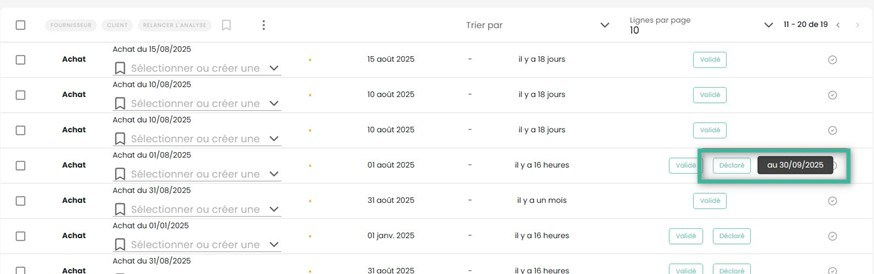 FOURNISSEUR CLIENT RELANCER L'ANALYSE Trier par Lignes par page 11 - 20 de 19
10
Achat du 15/08/2025
Achat 15 août 2025 - il y a 18 jours Validé
Sélectionner ou créer une
Achat du 10/08/2025
Achat 10 août 2025 - il y a 18 jours Validé
Sélectionner ou créer une
Achat du 10/08/2025
Achat 10 août 2025 - il y a 18 jours Validé
Sélectionner ou créer une
Achat du 01/08/2025
Achat 01 août 2025 - il y a 16 heures Validé Déclaré au 30/09/2025
Sélectionner ou créer une
Achat du 31/08/2025
Achat 31 août 2025 - il y a un mois Validé
Sélectionner ou créer une
Achat du 01/01/2025
Achat 01 janv. 2025 - il y a 16 heures Validé Déclaré
Sélectionner ou créer une
Achat du 31/08/2025
Achat 31 août 2025 - il y a 16 heures Validé Déclaré